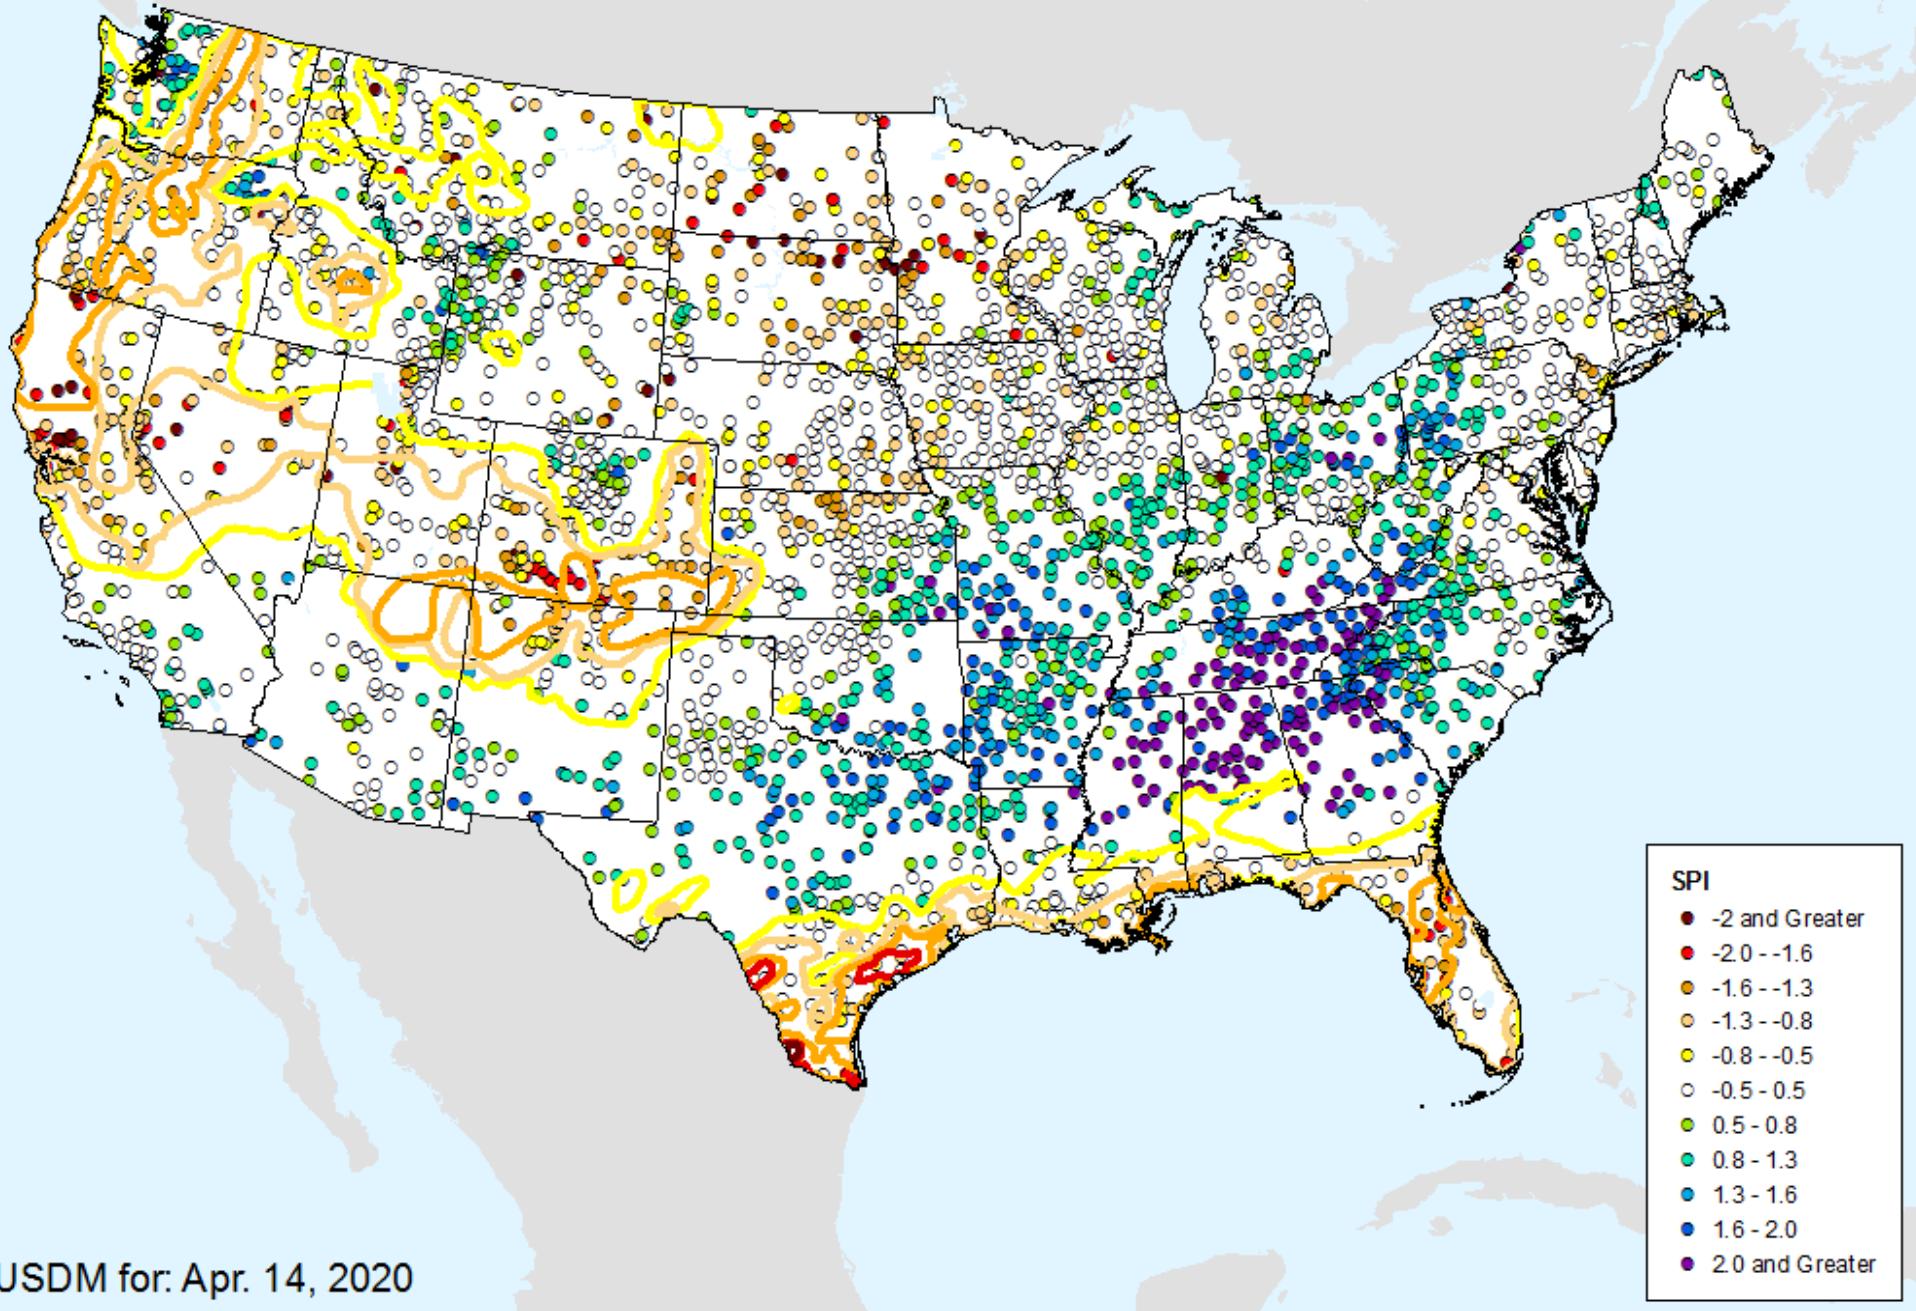 SPI
-2 and Greater
-2.0 - -1.6
-1.6 - -1.3
-1.3 - -0.8
-0.8 - -0.5
-0.5 - 0.5
0.5 - 0.8
0.8 - 1.3
1.3 - 1.6
1.6 - 2.0
2.0 and Greater
USDM for: Apr. 14, 2020